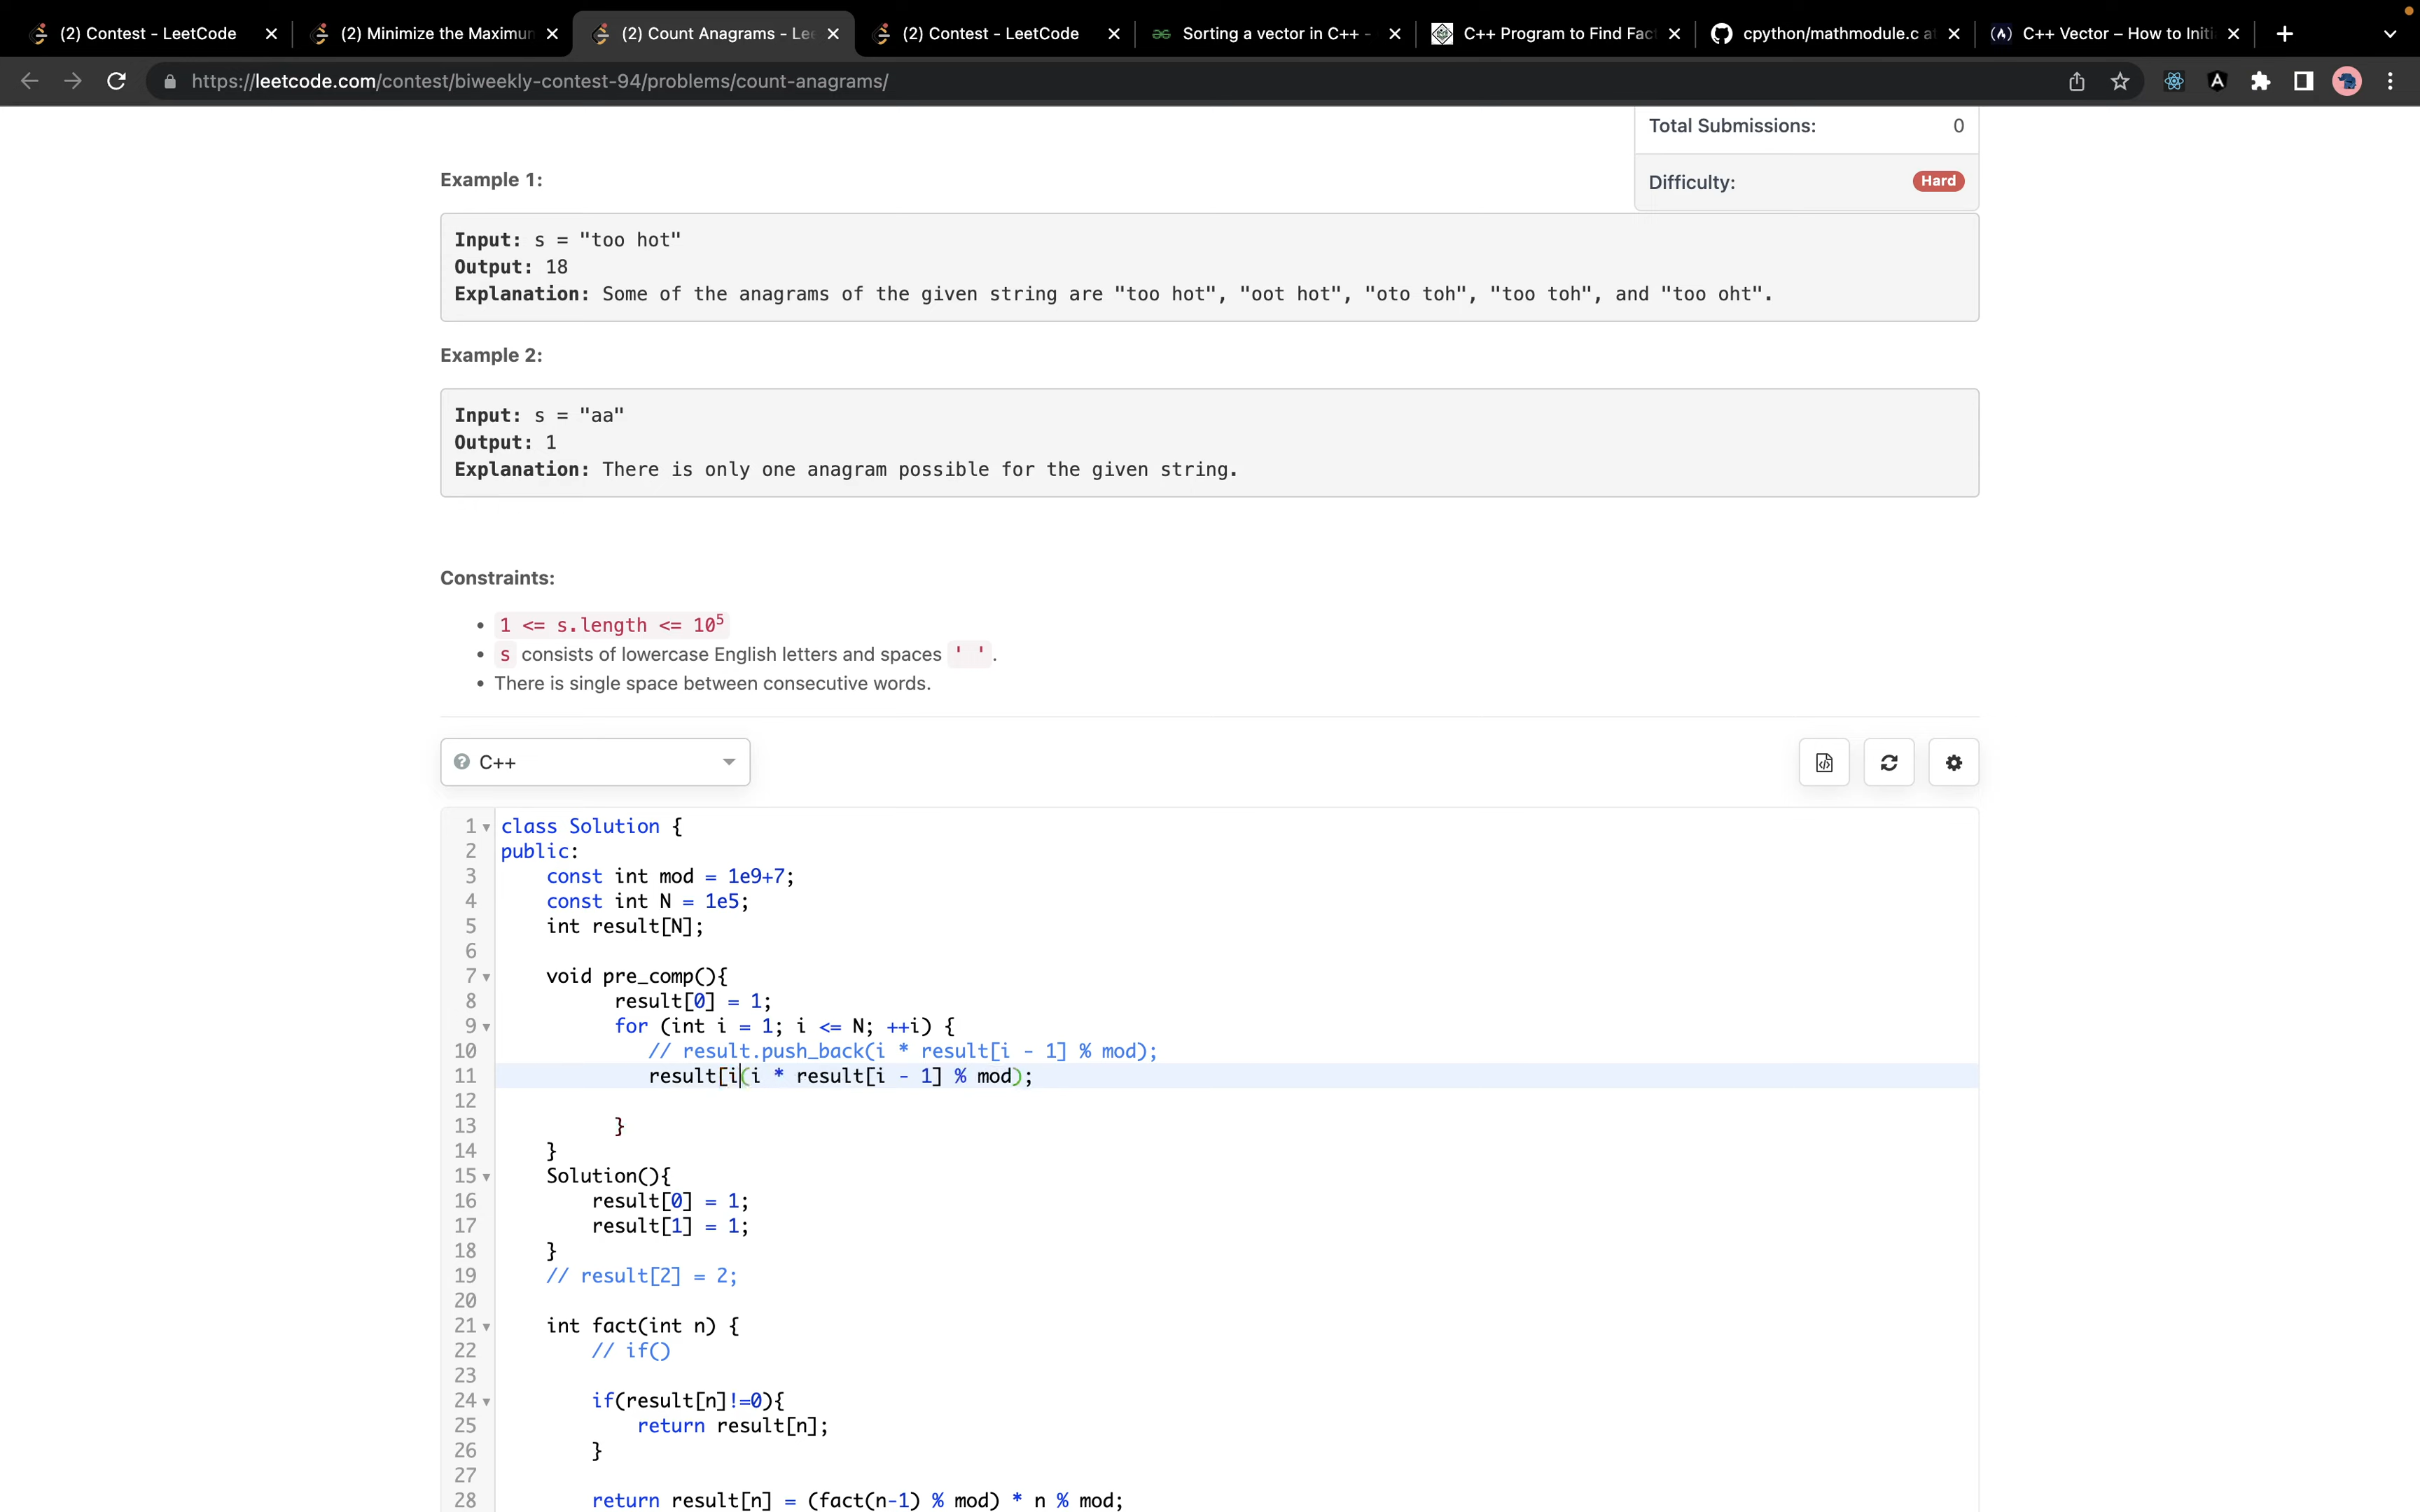 (2) Contest - LeetCode
(2) Minimize the Maximum
(2) Count Anagrams - Lee
(2) Contest - LeetCode
Sorting a vector in C++ -
C++ Program to Find Fac
cpython/mathmodule.c at
C++ Vector – How to Initi
https://leetcode.com/contest/biweekly-contest-94/problems/count-anagrams/
Total Submissions: 0
Difficulty: Hard
Example 1:
Input: s = "too hot"
Output: 18
Explanation: Some of the anagrams of the given string are "too hot", "oot hot", "oto toh", "too toh", and "too oht".
Example 2:
Input: s = "aa"
Output: 1
Explanation: There is only one anagram possible for the given string.
Constraints:
• 1 <= s.length <= 10⁵
• s consists of lowercase English letters and spaces ' '.
• There is single space between consecutive words.
C++
1 class Solution {
2 public:
3 const int mod = 1e9+7;
4 const int N = 1e5;
5 int result[N];
6
7 void pre_comp(){
8 result[0] = 1;
9 for (int i = 1; i <= N; ++i) {
10 // result.push_back(i * result[i - 1] % mod);
11 result[i(i * result[i - 1] % mod);
12
13 }
14 }
15 Solution(){
16 result[0] = 1;
17 result[1] = 1;
18 }
19 // result[2] = 2;
20
21 int fact(int n) {
22 // if()
23
24 if(result[n]!=0){
25 return result[n];
26 }
27
28 return result[n] = (fact(n-1) % mod) * n % mod;